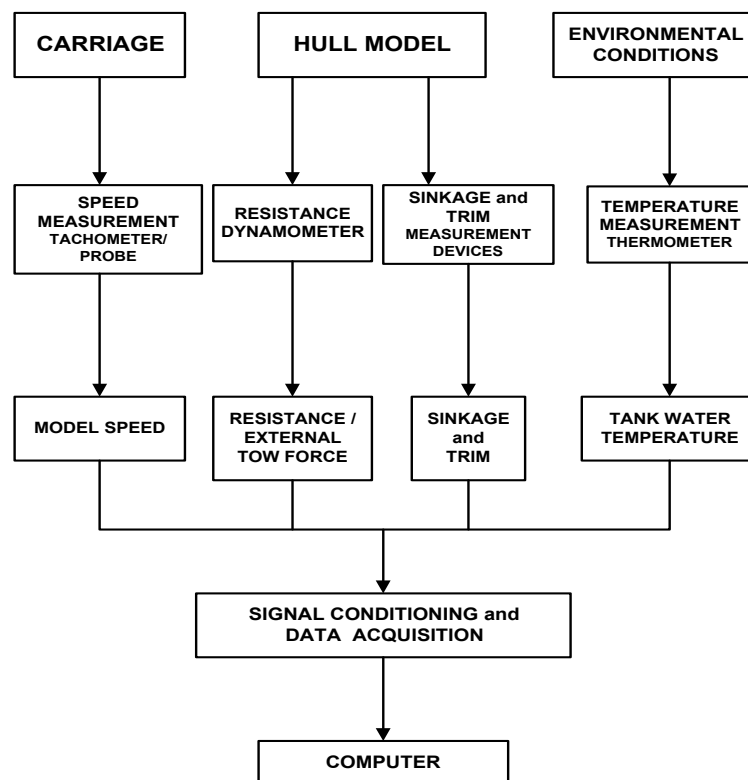 CARRIAGE
HULL MODEL
ENVIRONMENTAL
CONDITIONS
SPEED
MEASUREMENT
TACHOMETER/
PROBE
RESISTANCE
DYNAMOMETER
SINKAGE and
TRIM
MEASUREMENT
DEVICES
TEMPERATURE
MEASUREMENT
THERMOMETER
MODEL SPEED
RESISTANCE /
EXTERNAL
TOW FORCE
SINKAGE
and
TRIM
TANK WATER
TEMPERATURE
SIGNAL CONDITIONING and
DATA ACQUISITION
COMPUTER